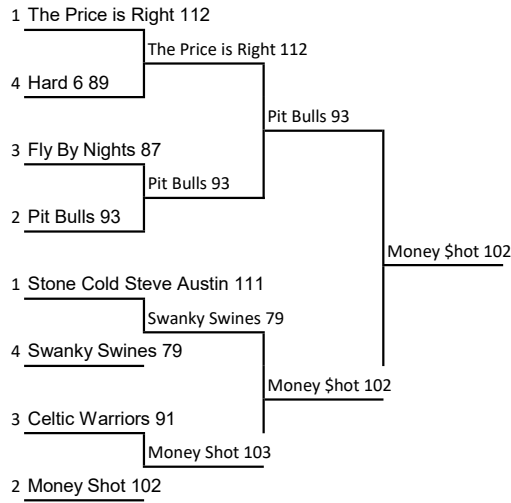 1 The Price is Right 112
The Price is Right 112
4 Hard 6 89
Pit Bulls 93
3 Fly By Nights 87
Pit Bulls 93
2 Pit Bulls 93
Money $hot 102
1 Stone Cold Steve Austin 111
Swanky Swines 79
4 Swanky Swines 79
Money $hot 102
3 Celtic Warriors 91
Money Shot 103
2 Money Shot 102